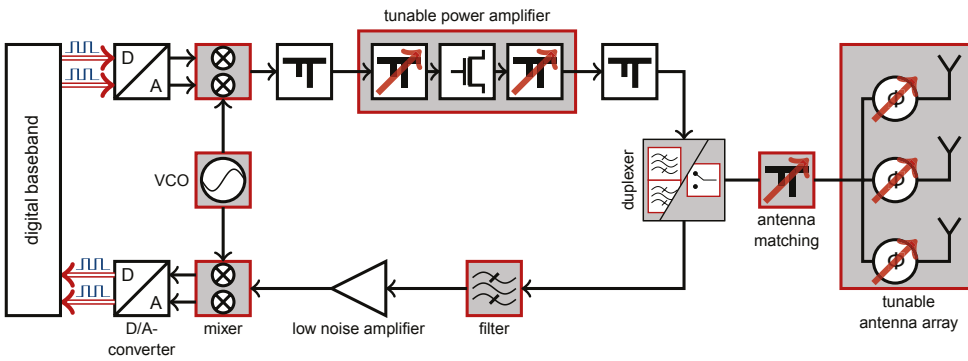 tunable power amplifier
digital baseband
D
A
VCO
duplexer
antenna
matching
ϕ
ϕ
ϕ
tunable
antenna array
D
A
D/A-
converter
mixer
low noise amplifier
filter